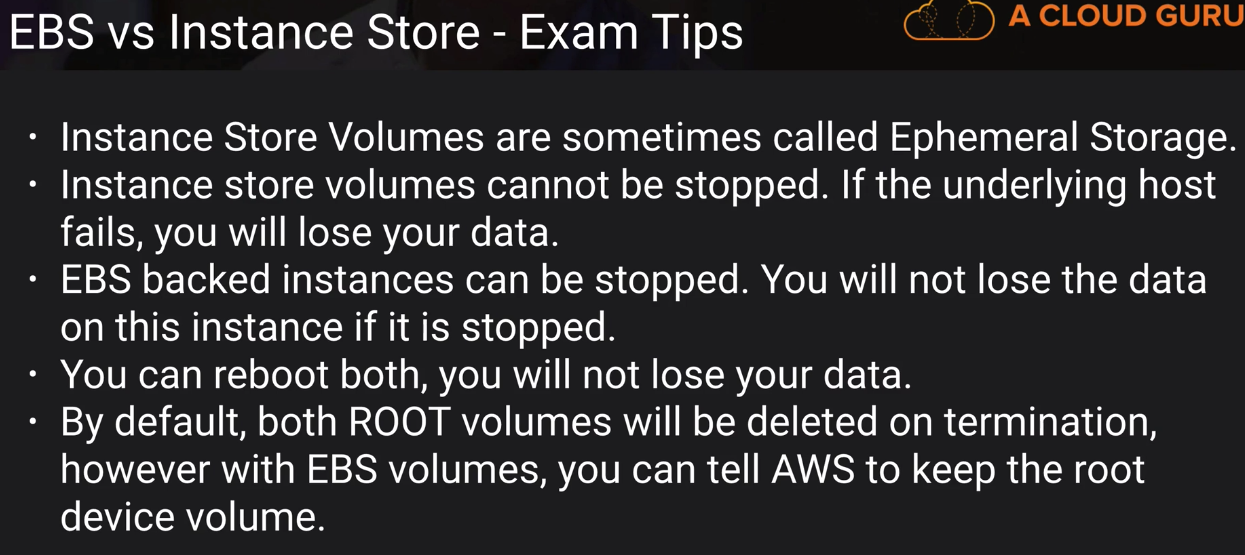 EBS vs Instance Store - Exam Tips
A CLOUD GURU
• Instance Store Volumes are sometimes called Ephemeral Storage.
• Instance store volumes cannot be stopped. If the underlying host
fails, you will lose your data.
• EBS backed instances can be stopped. You will not lose the data
on this instance if it is stopped.
• You can reboot both, you will not lose your data.
• By default, both ROOT volumes will be deleted on termination,
however with EBS volumes, you can tell AWS to keep the root
device volume.